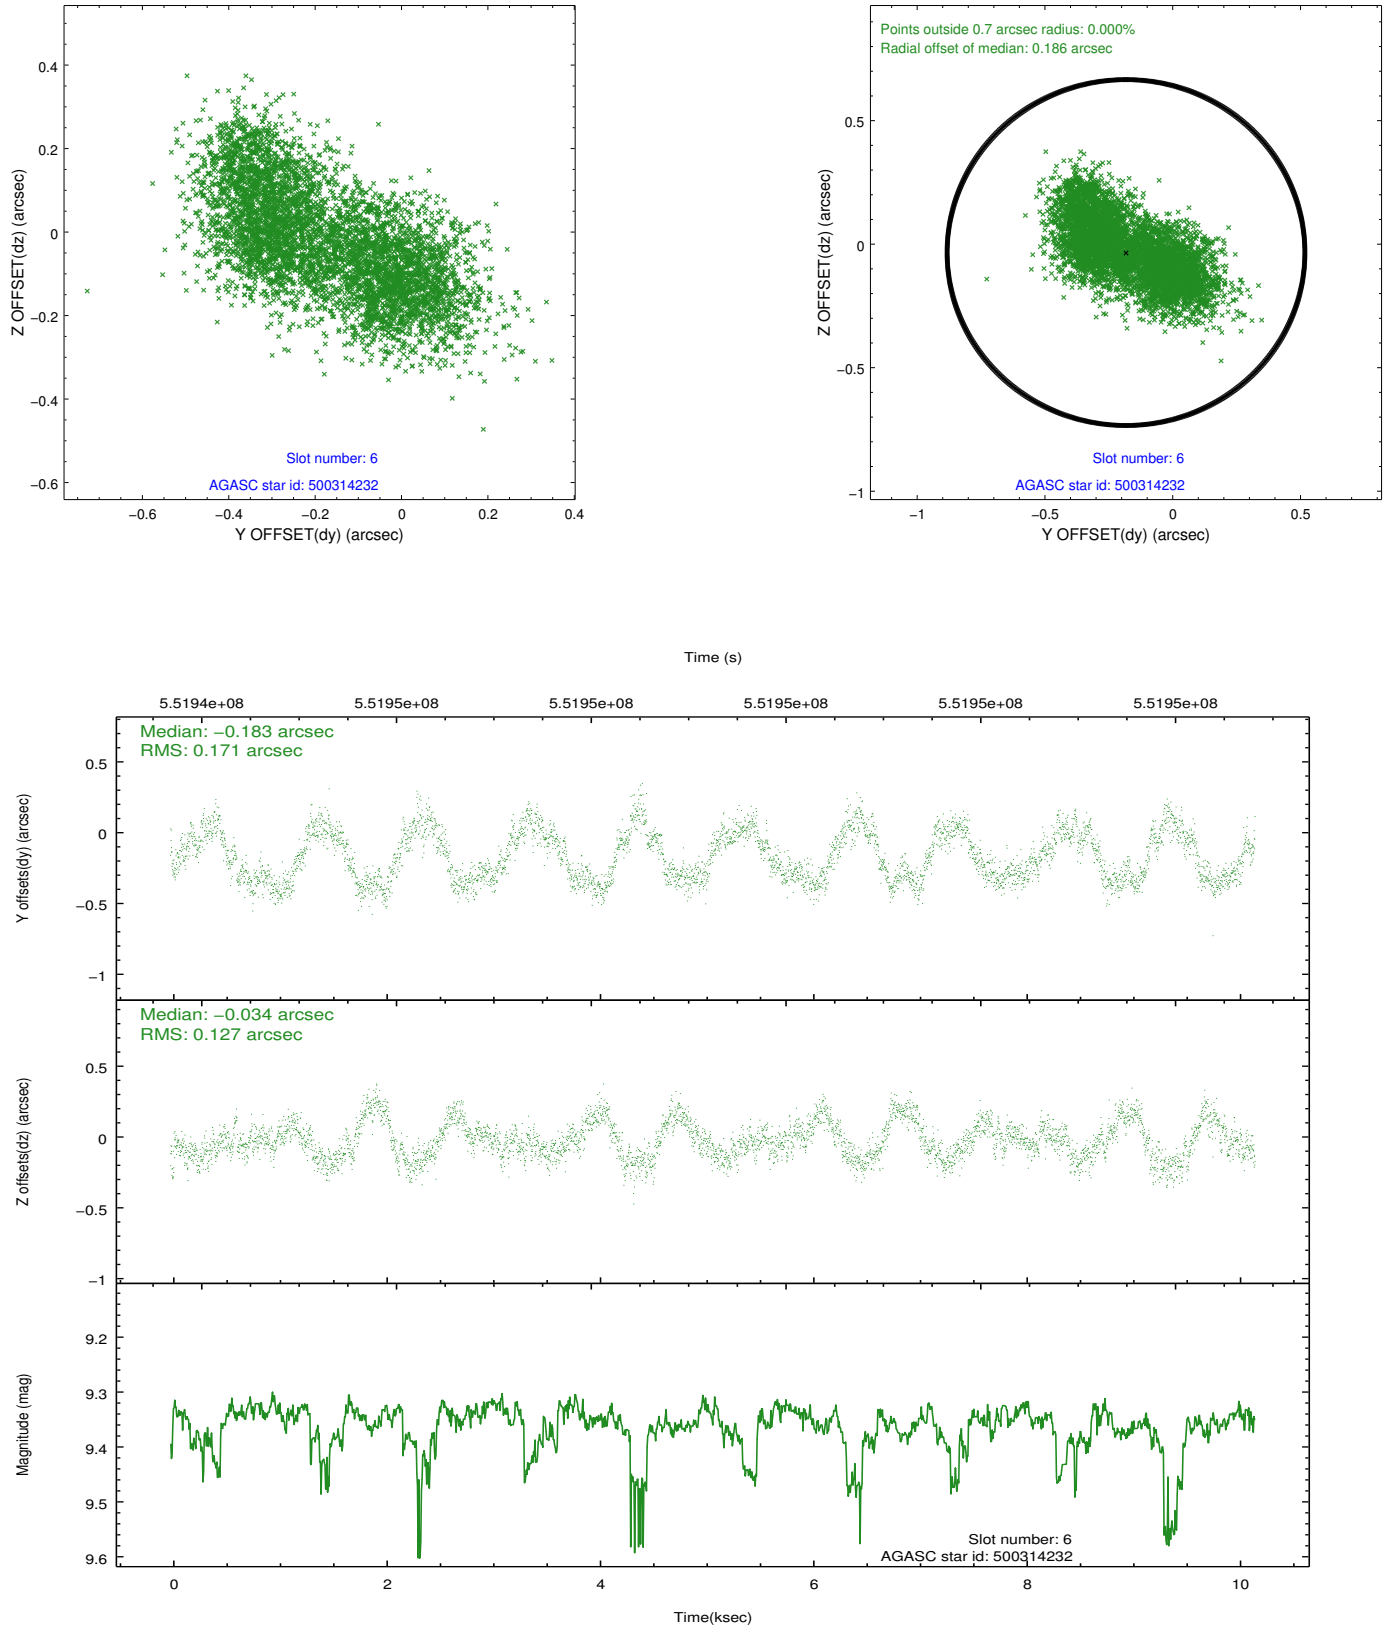 0.4
0.2
0
−0.2
−0.4
−0.6
Z OFFSET(dz) (arcsec)
Slot number: 6
AGASC star id: 500314232
−0.6
−0.4
−0.2
0
0.2
0.4
Y OFFSET(dy) (arcsec)
Points outside 0.7 arcsec radius: 0.000%
Radial offset of median: 0.186 arcsec
0.5
0
−0.5
−1
Z OFFSET(dz) (arcsec)
Slot number: 6
AGASC star id: 500314232
−1
−0.5
0
0.5
Y OFFSET(dy) (arcsec)
Time (s)
5.5194e+08
5.5195e+08
5.5195e+08
5.5195e+08
5.5195e+08
5.5195e+08
Median: −0.183 arcsec
RMS: 0.171 arcsec
0.5
0
−0.5
−1
Y offsets(dy) (arcsec)
Median: −0.034 arcsec
RMS: 0.127 arcsec
0.5
0
−0.5
−1
Z offsets(dz) (arcsec)
9.2
9.3
9.4
9.5
9.6
Magnitude (mag)
Slot number: 6
AGASC star id: 500314232
0
2
4
6
8
10
Time(ksec)